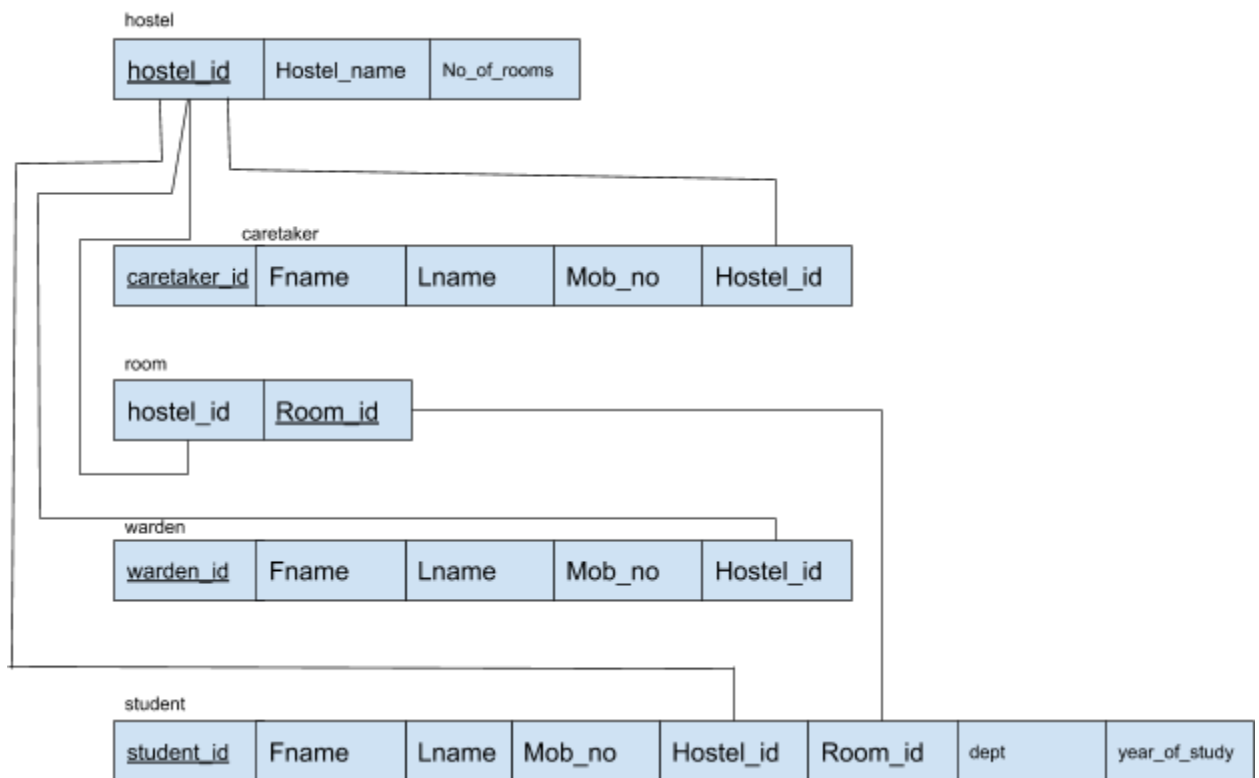 hostel
hostel_id Hostel_name No_of_rooms
caretaker
caretaker_id Fname Lname Mob_no Hostel_id
room
hostel_id Room_id
warden
warden_id Fname Lname Mob_no Hostel_id
student
student_id Fname Lname Mob_no Hostel_id Room_id dept year_of_study